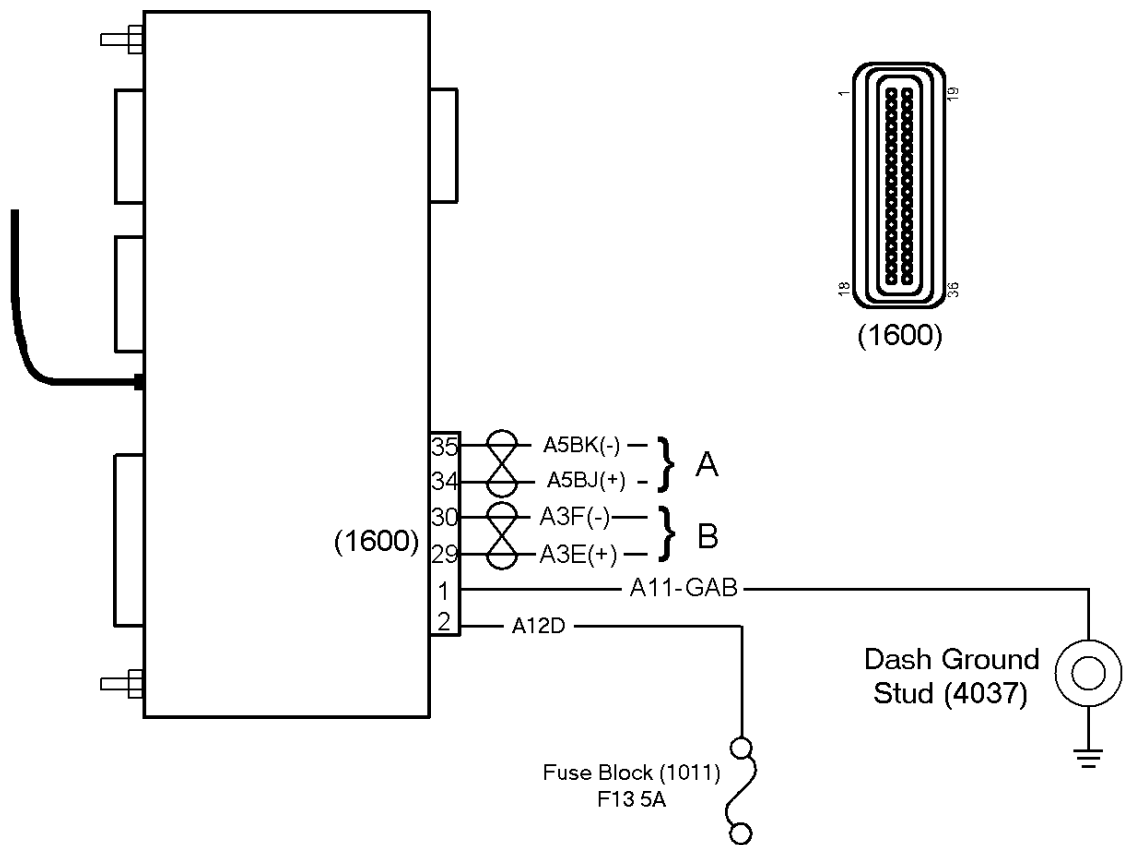 1
19
18
36
(1600)
35 A5BK(-)
34 A5BJ(+)
A
30 A3F(-)
29 A3E(+)
B
(1600)
1 A11-GAB
2 A12D
Dash Ground
Stud (4037)
Fuse Block (1011)
F13 5A